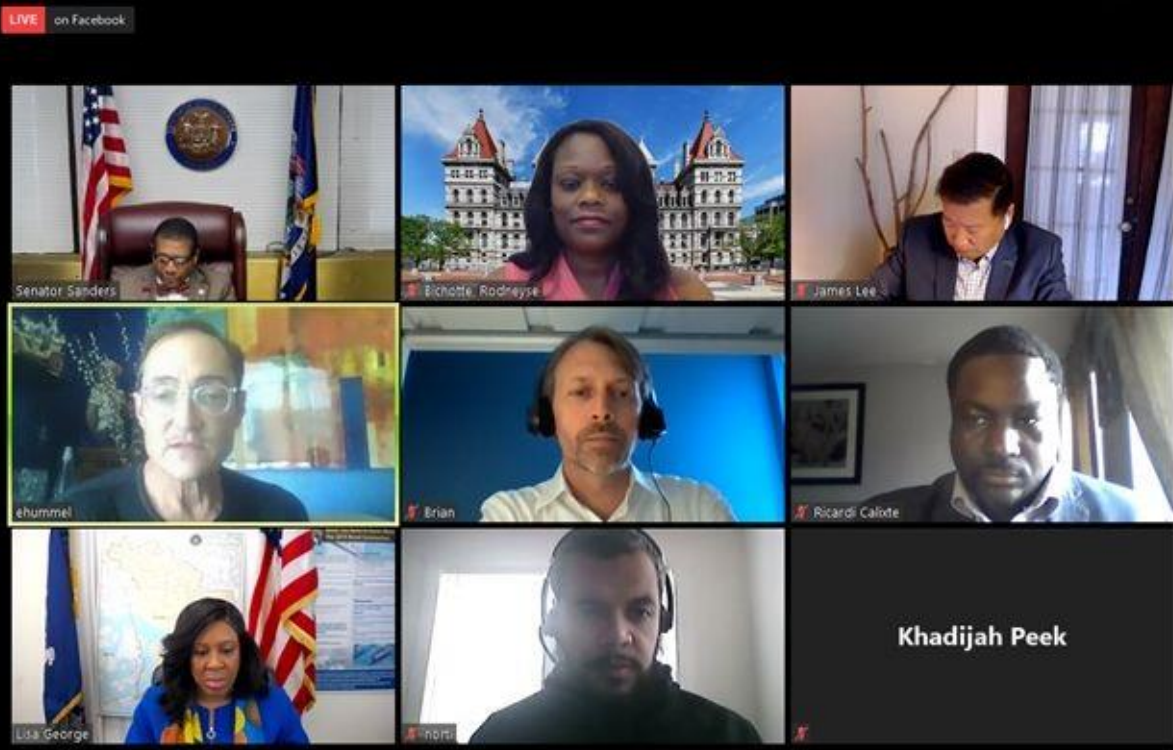 LIVE on Facebook
Senator Sanders
Bichotte, Rodneyse
James Lee
ehummel
Brian
Ricardi Calixte
Lisa George
norti
Khadijah Peek